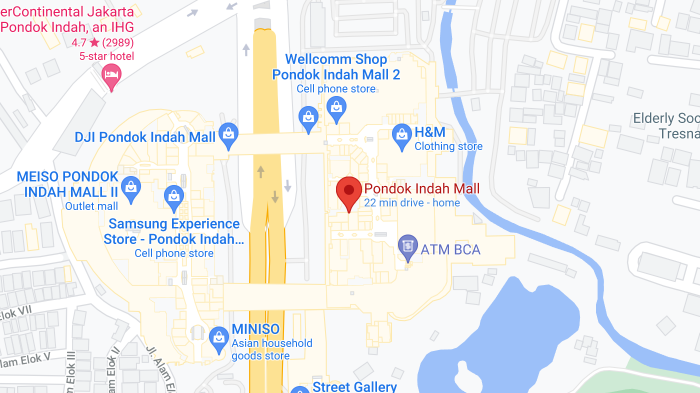 erContinental Jakarta
Pondok Indah, an IHG
4.7 ★ (2989)
5-star hotel
Wellcomm Shop
Pondok Indah Mall 2
Cell phone store
DJI Pondok Indah Mall
H&M
Clothing store
Elderly Soc
Tresna
MEISO PONDOK
INDAH MALL II
Outlet mall
Pondok Indah Mall
22 min drive - home
Samsung Experience
Store - Pondok Indah...
Cell phone store
ATM BCA
MINISO
Asian household
goods store
Elok VII
lam Elok V
Alam Elok III
Elok II
Jl. Alam E
Street Gallery